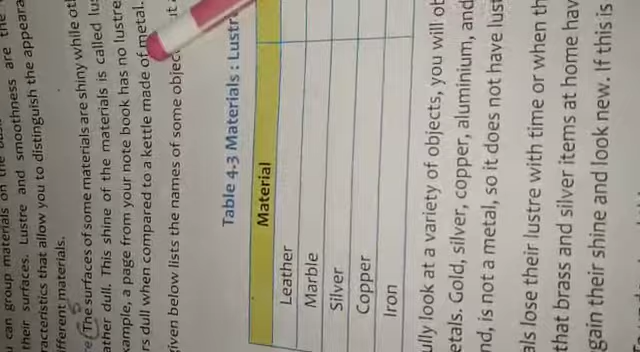 can group materials on the
their surfaces. Lustre and smoothness are the
racteristics that allow you to distinguish the appeara
ifferent materials.
The surfaces of some materials are shiny while oth
ather dull. This shine of the materials is called lus
xample, a page from your note book has no lustre
rs dull when compared to a kettle made of metal.
given below lists the names of some objec
Table 4-3 Materials : Lustr
Material
Leather
Marble
Silver
Copper
Iron
ully look at a variety of objects, you will ob
etals. Gold, silver, copper, aluminium, and
nd, is not a metal, so it does not have lust
als lose their lustre with time or when th
that brass and silver items at home hav
gain their shine and look new. If this is